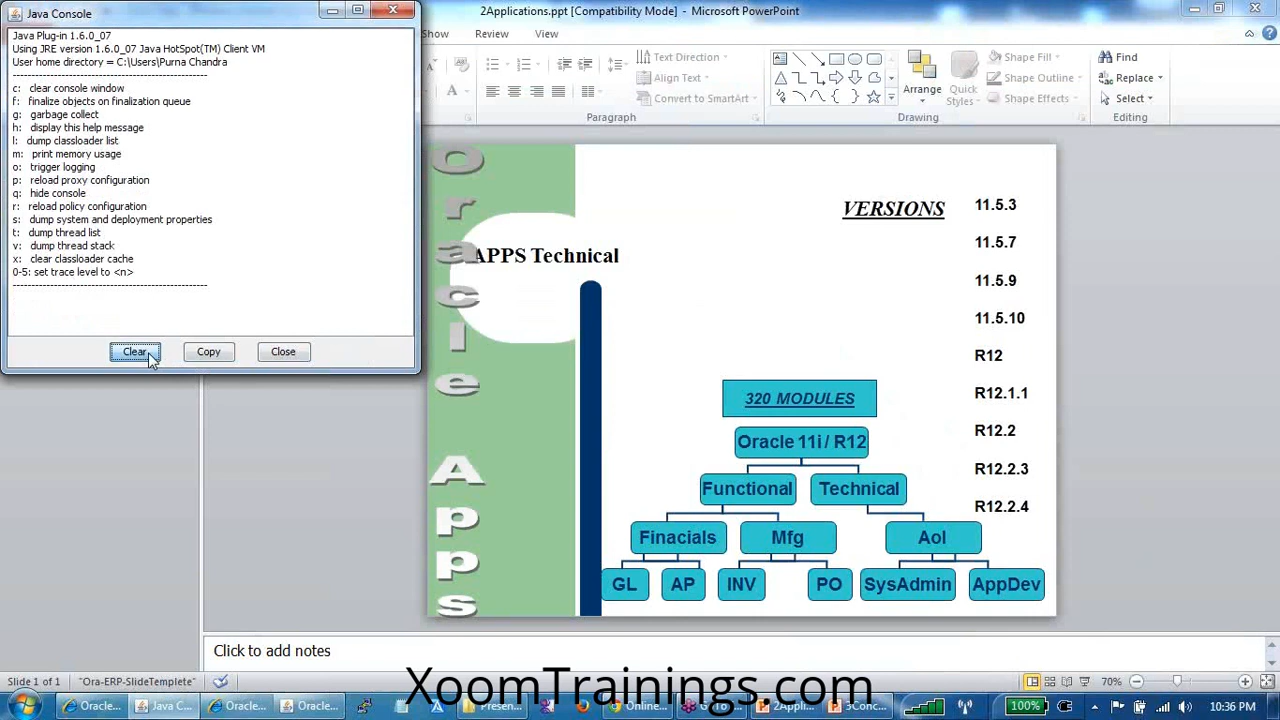 Java Console
Java Plug-in 1.6.0_07
Using JRE version 1.6.0_07 Java HotSpot(TM) Client VM
User home directory = C:\Users\Purna Chandra
----------------------------------------------------
c: clear console window
f: finalize objects on finalization queue
g: garbage collect
h: display this help message
l: dump classloader list
m: print memory usage
o: trigger logging
p: reload proxy configuration
q: hide console
r: reload policy configuration
s: dump system and deployment properties
t: dump thread list
v: dump thread stack
x: clear classloader cache
0-5: set trace level to <n>
----------------------------------------------------
Clear Copy Close
2Applications.ppt [Compatibility Mode] - Microsoft PowerPoint
Show Review View
Text Direction
Align Text
Convert to SmartArt
Paragraph
Arrange
Quick
Styles
Shape Fill
Shape Outline
Shape Effects
Drawing
Find
Replace
Select
Editing
Oracle Apps
APPS Technical
VERSIONS
11.5.3
11.5.7
11.5.9
11.5.10
R12
R12.1.1
R12.2
R12.2.3
R12.2.4
320 MODULES
Oracle 11i / R12
Functional Technical
Finacials Mfg Aol
GL AP INV PO SysAdmin AppDev
Click to add notes
Slide 1 of 1 "Ora-ERP-SlideTemplete" 70%
XoomTrainings.com
Oracle... Java C... Oracle... Oracle... Presen... Online... G To 2Appli... 3Conc... 100% 10:36 PM